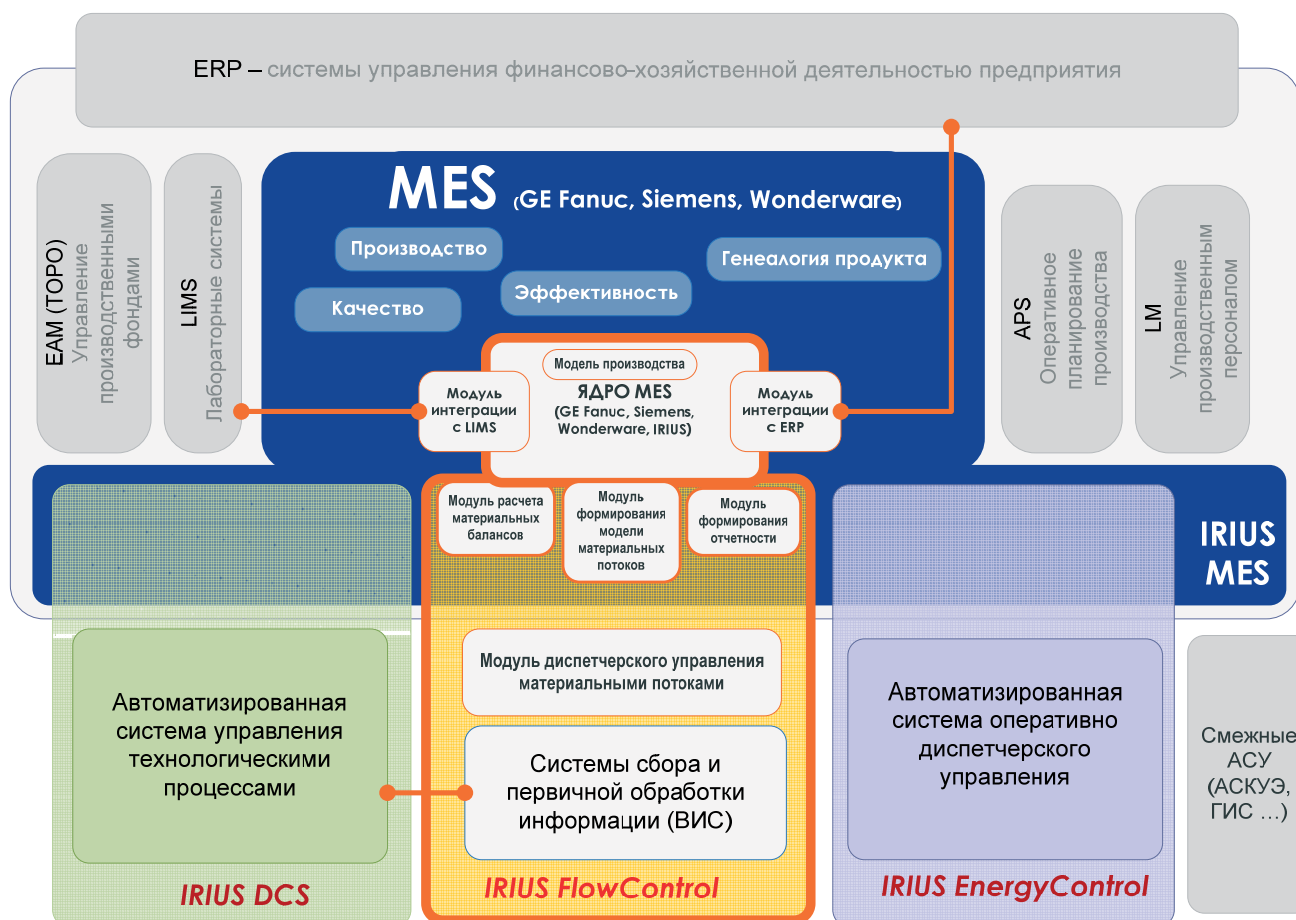 ERP – системы управления финансово-хозяйственной деятельностью предприятия
EAM (ТОРО)
Управление
производственными
фондами
LIMS
Лабораторные системы
MES (GE Fanuc, Siemens, Wonderware)
Производство
Генеалогия продукта
Эффективность
Качество
APS
Оперативное
планирование
производства
LM
Управление
производственным
персоналом
Модель производства
ЯДРО MES
(GE Fanuc, Siemens,
Wonderware, IRIUS)
Модуль
интеграции
с LIMS
Модуль
интеграции
с ERP
Модуль расчета
материальных
балансов
Модуль
формирования
модели
материальных
потоков
Модуль
формирования
отчетности
IRIUS
MES
Автоматизированная
система управления
технологическими
процессами
IRIUS DCS
Модуль диспетчерского управления
материальными потоками
Системы сбора и
первичной обработки
информации (ВИС)
IRIUS FlowControl
Автоматизированная
система оперативно
диспетчерского
управления
IRIUS EnergyControl
Смежные
АСУ
(АСКУЭ,
ГИС ...)